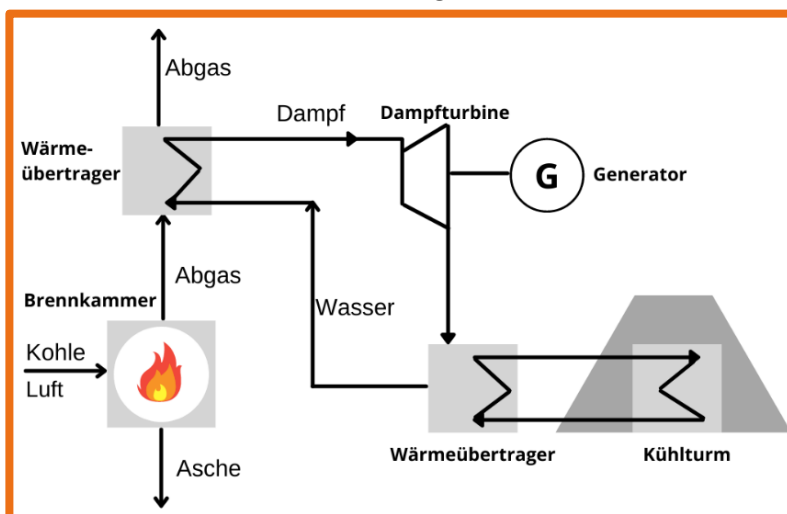 Abgas
Dampf
Dampfturbine
Wärme-
übertrager
G
Generator
Abgas
Brennkammer
Wasser
Kohle
Luft
Wärmeübertrager
Kühlturm
Asche